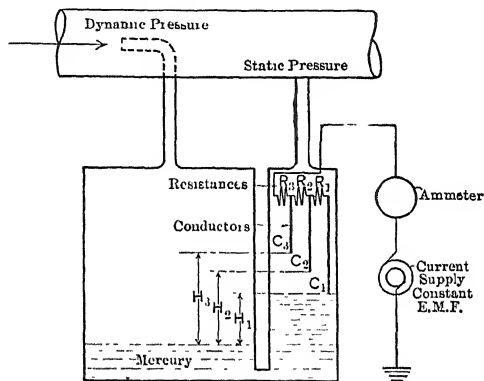 Dynamic Pressure
Static Pressure
Resistances
R3 R2 R1
Conductors
C3
C2
C1
H3
H2
H1
Mercury
Ammeter
Current
Supply
Constant
E.M.F.